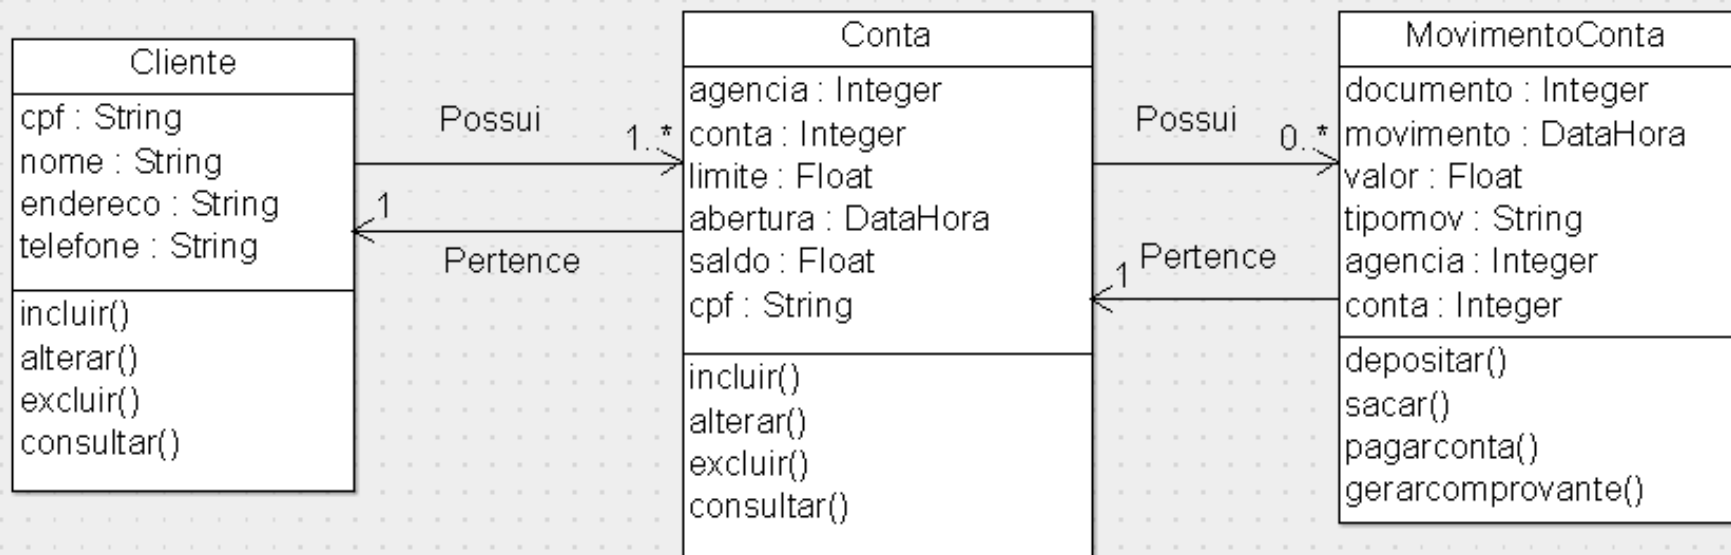 Cliente
cpf : String
nome : String
endereco : String
telefone : String
incluir()
alterar()
excluir()
consultar()
Possui
1..*
1
Pertence
Conta
agencia : Integer
conta : Integer
limite : Float
abertura : DataHora
saldo : Float
cpf : String
incluir()
alterar()
excluir()
consultar()
Possui
0..*
1
Pertence
MovimentoConta
documento : Integer
movimento : DataHora
valor : Float
tipomov : String
agencia : Integer
conta : Integer
depositar()
sacar()
pagarconta()
gerarcomprovante()